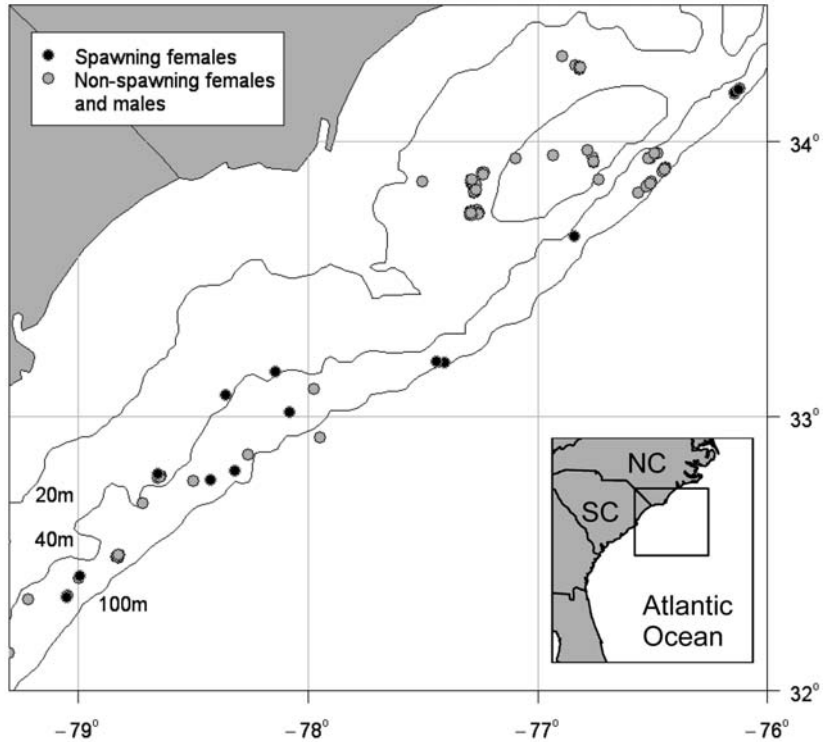 Spawning females
Non-spawning females
and males
34°
33°
32°
20m
40m
100m
NC
SC
Atlantic
Ocean
−79°
−78°
−77°
−76°